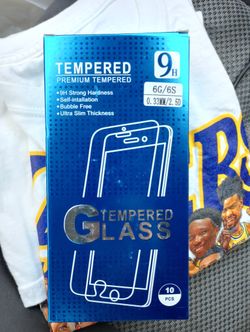 TEMPERED
PREMIUM TEMPERED
• 9H Strong Hardness
• Self-intallation
• Bubble Free
• Ultra Slim Thickness
9H
6G/6S
0.33MM/2.5D
TEMPERED
GLASS
10
PCS